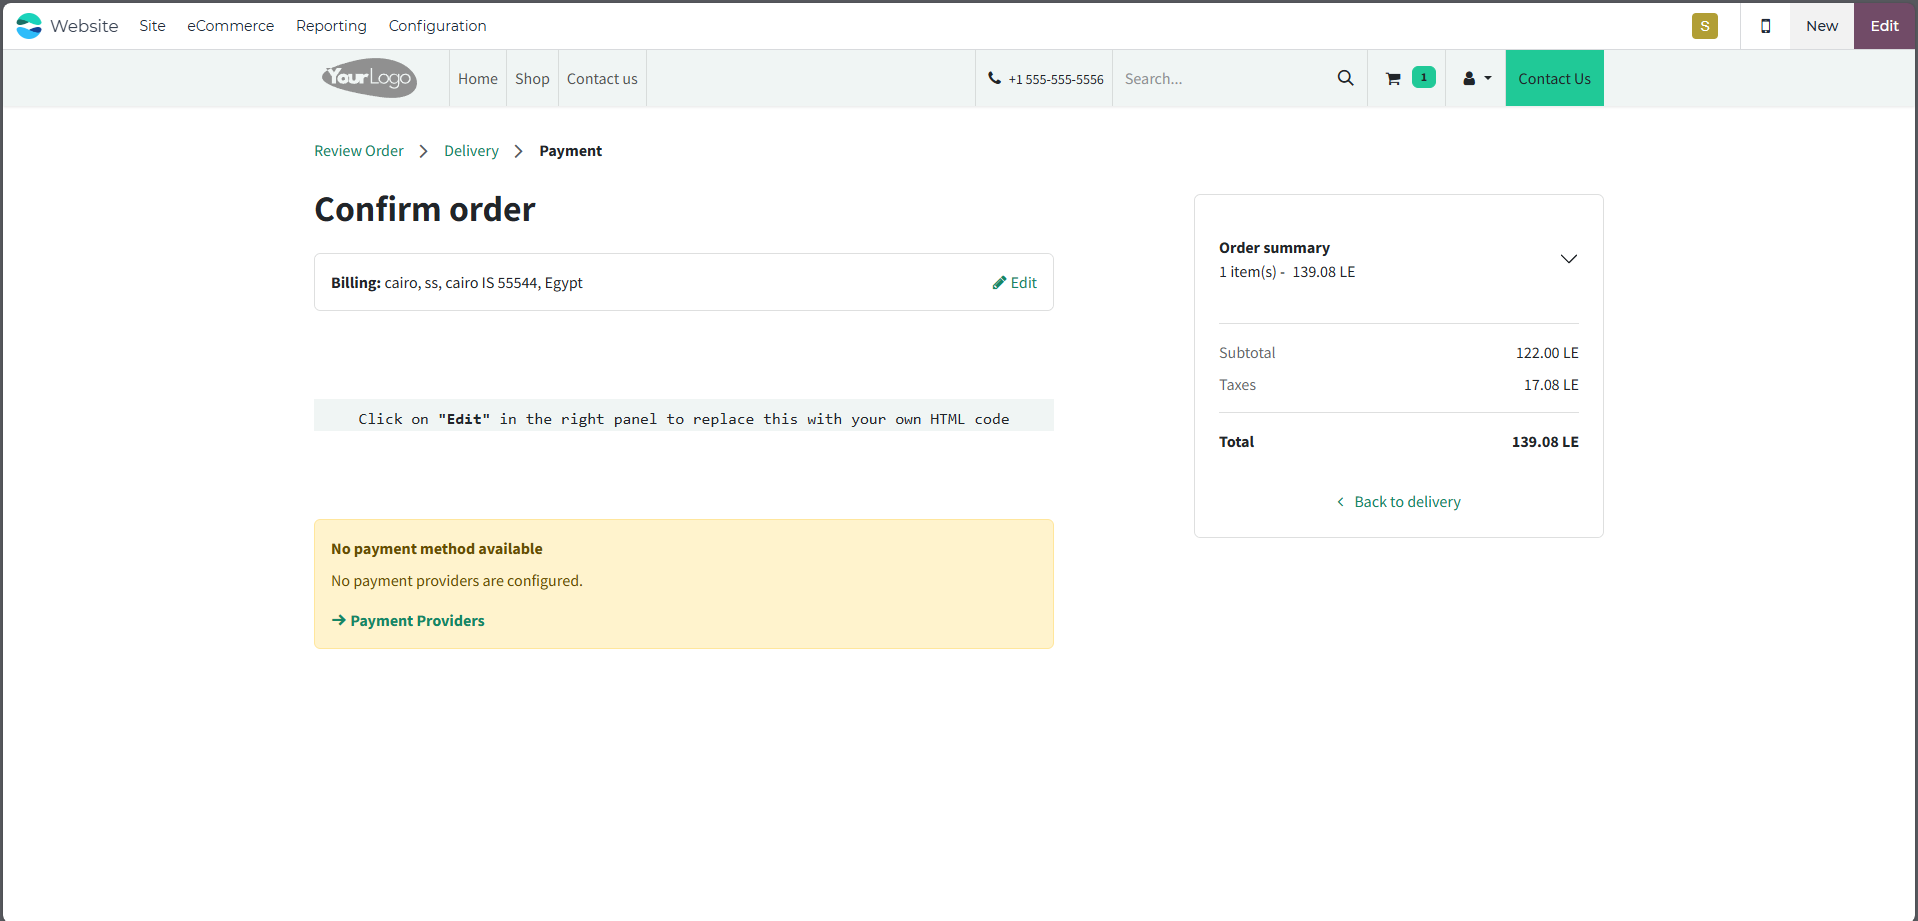 Website Site eCommerce Reporting Configuration S New Edit
YourLogo Home Shop Contact us +1 555-555-5556 Search... 1 Contact Us
Review Order Delivery Payment
Confirm order
Billing: cairo, ss, cairo IS 55544, Egypt Edit
Click on "Edit" in the right panel to replace this with your own HTML code
No payment method available
No payment providers are configured.
Payment Providers
Order summary
1 item(s) - 139.08 LE
Subtotal 122.00 LE
Taxes 17.08 LE
Total 139.08 LE
Back to delivery